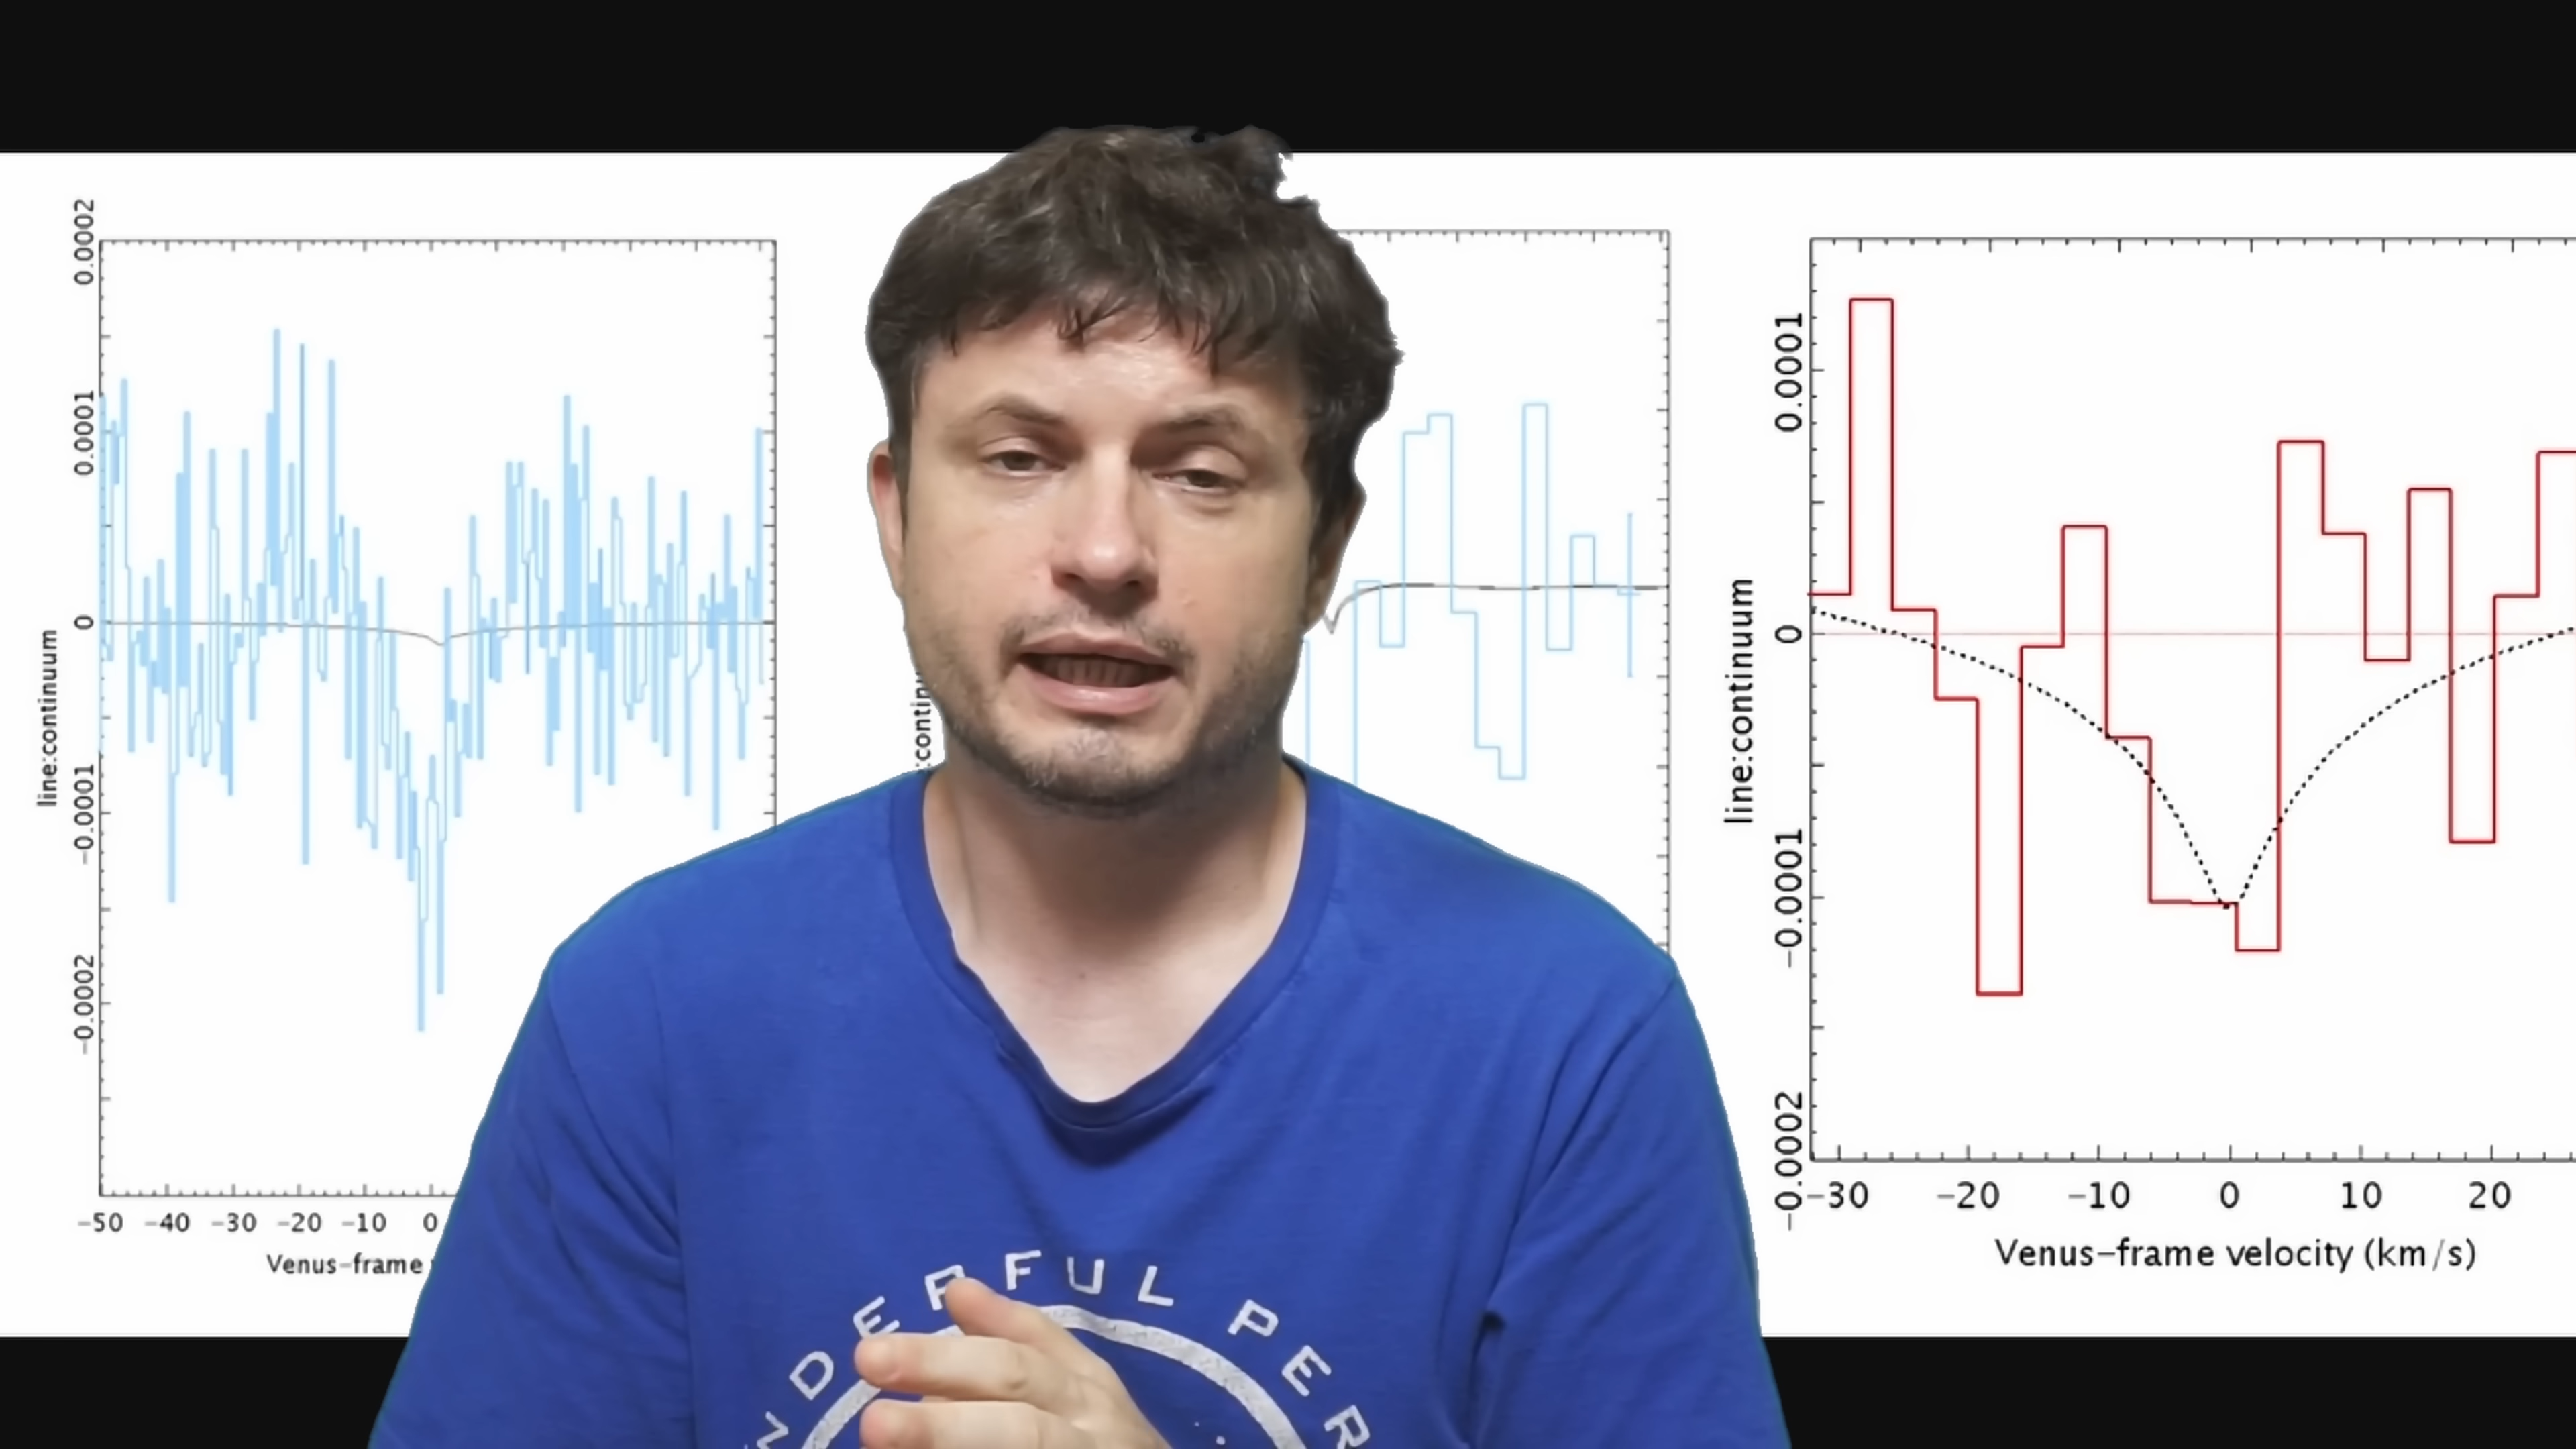 0.0002
0.0001
0
-0.0001
-0.0002
line:continuum
-50 -40 -30 -20 -10 0
Venus-frame
0.0001
0
-0.0001
-0.0002
line:continuum
-30 -20 -10 0 10 20
Venus-frame velocity (km/s)
NDERFUL PER